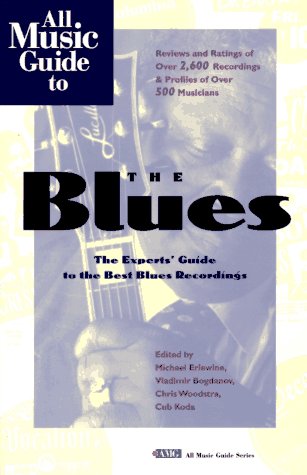 All
Music
Guide
to
Reviews and Ratings of
Over 2,600 Recordings
& Profiles of Over
500 Musicians
Lucille
THE
Blues
The Experts' Guide
to the Best Blues Recordings
Edited by
Michael Erlewine,
Vladimir Bogdanov,
Chris Woodstra,
Cub Koda
AMG All Music Guide Series